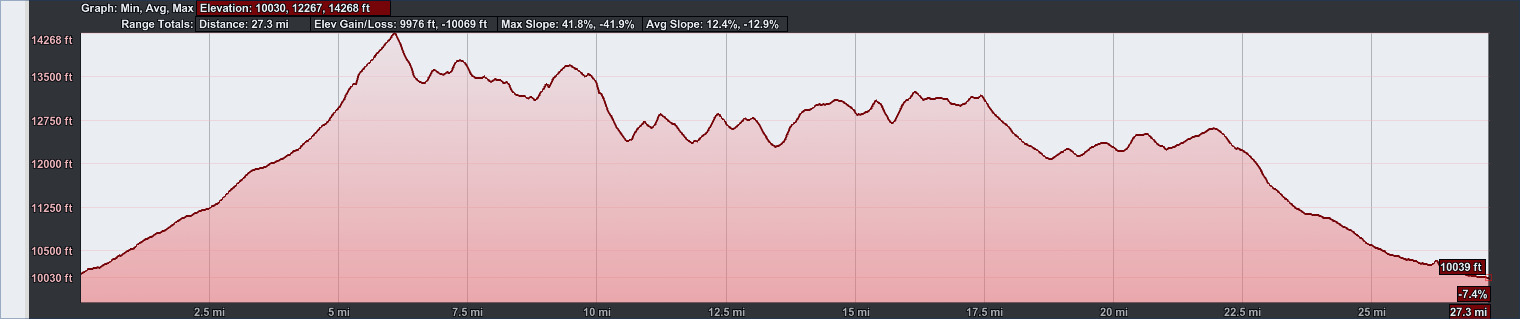 Graph: Min, Avg, Max Elevation: 10030, 12267, 14268 ft
Range Totals: Distance: 27.3 mi Elev Gain/Loss: 9976 ft, -10069 ft Max Slope: 41.8%, -41.9% Avg Slope: 12.4%, -12.9%
14268 ft
13500 ft
12750 ft
12000 ft
11250 ft
10500 ft
10039 ft
10030 ft
-7.4%
2.5 mi 5 mi 7.5 mi 10 mi 12.5 mi 15 mi 17.5 mi 20 mi 22.5 mi 25 mi 27.3 mi